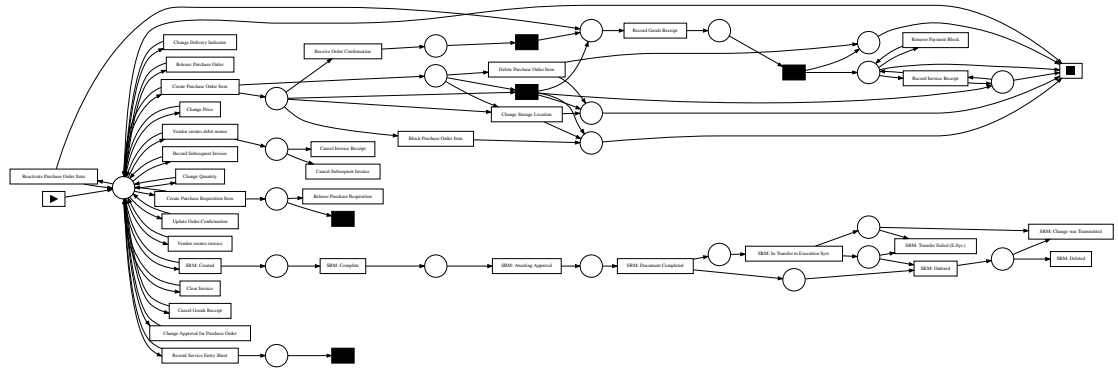 Change Delivery Indicator
Release Purchase Order
Create Purchase Order Item
Change Price
Vendor creates debit memo
Record Subsequent Invoice
Reactivate Purchase Order Item
Change Quantity
Create Purchase Requisition Item
Update Order Confirmation
Vendor creates invoice
SRM: Created
Clear Invoice
Cancel Goods Receipt
Change Approval for Purchase Order
Record Service Entry Sheet
Receive Order Confirmation
Cancel Invoice Receipt
Cancel Subsequent Invoice
Release Purchase Requisition
SRM: Complete
Block Purchase Order Item
Delete Purchase Order Item
Change Storage Location
SRM: Awaiting Approval
Record Goods Receipt
SRM: Document Completed
SRM: In Transfer to Execution Syst.
Remove Payment Block
Record Invoice Receipt
SRM: Transfer Failed (E.Sys.)
SRM: Ordered
SRM: Change was Transmitted
SRM: Deleted